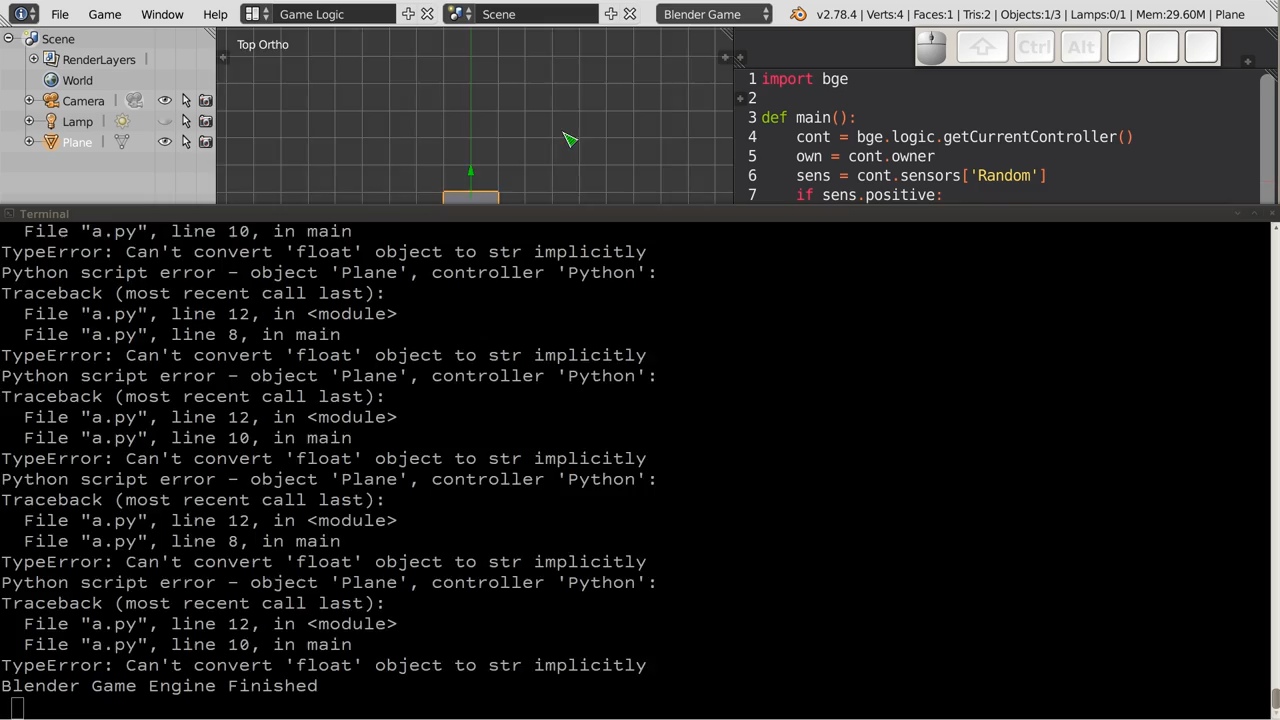 File Game Window Help Game Logic Scene Blender Game v2.78.4 | Verts:4 | Faces:1 | Tris:2 | Objects:1/3 | Lamps:0/1 | Mem:29.60M | Plane
Scene
RenderLayers
World
Camera
Lamp
Plane
Top Ortho
Ctrl Alt
1 import bge
2
3 def main():
4 cont = bge.logic.getCurrentController()
5 own = cont.owner
6 sens = cont.sensors['Random']
7 if sens.positive:
Terminal
File "a.py", line 10, in main
TypeError: Can't convert 'float' object to str implicitly
Python script error - object 'Plane', controller 'Python':
Traceback (most recent call last):
File "a.py", line 12, in <module>
File "a.py", line 8, in main
TypeError: Can't convert 'float' object to str implicitly
Python script error - object 'Plane', controller 'Python':
Traceback (most recent call last):
File "a.py", line 12, in <module>
File "a.py", line 10, in main
TypeError: Can't convert 'float' object to str implicitly
Python script error - object 'Plane', controller 'Python':
Traceback (most recent call last):
File "a.py", line 12, in <module>
File "a.py", line 8, in main
TypeError: Can't convert 'float' object to str implicitly
Python script error - object 'Plane', controller 'Python':
Traceback (most recent call last):
File "a.py", line 12, in <module>
File "a.py", line 10, in main
TypeError: Can't convert 'float' object to str implicitly
Blender Game Engine Finished